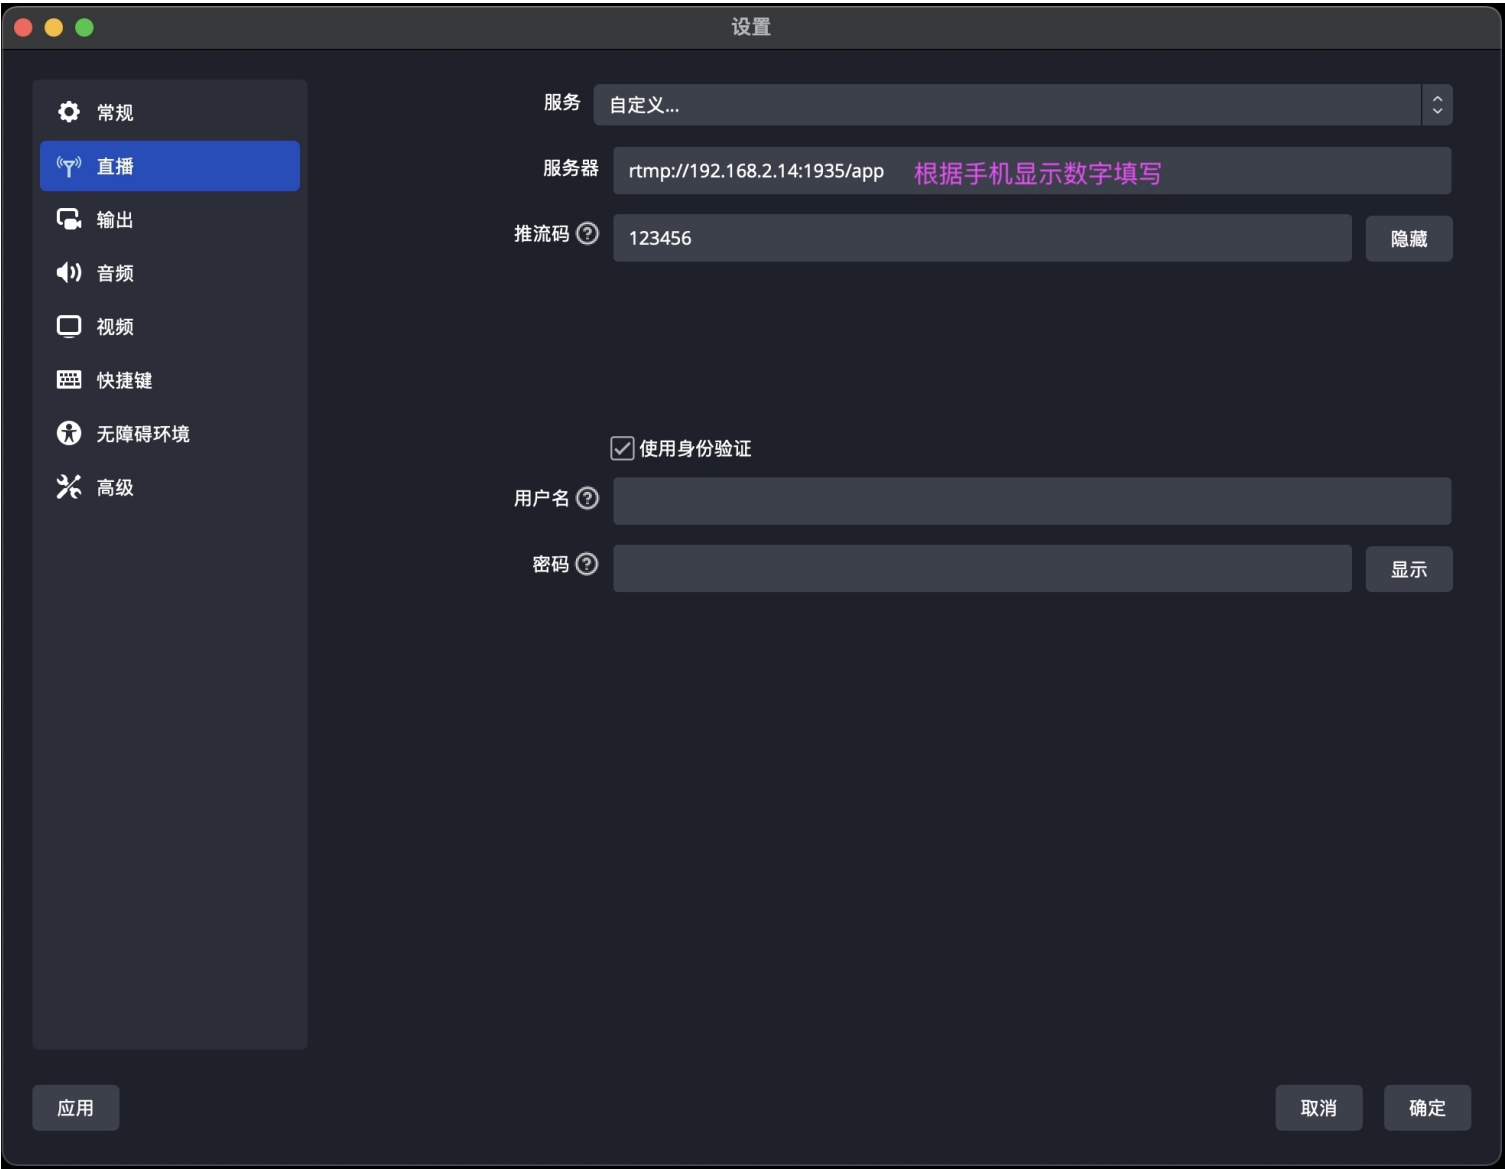 设置
常规
直播
输出
音频
视频
快捷键
无障碍环境
高级
服务 自定义...
服务器 rtmp://192.168.2.14:1935/app 根据手机显示数字填写
推流码 ? 123456 隐藏
使用身份验证
用户名 ?
密码 ? 显示
应用 取消 确定